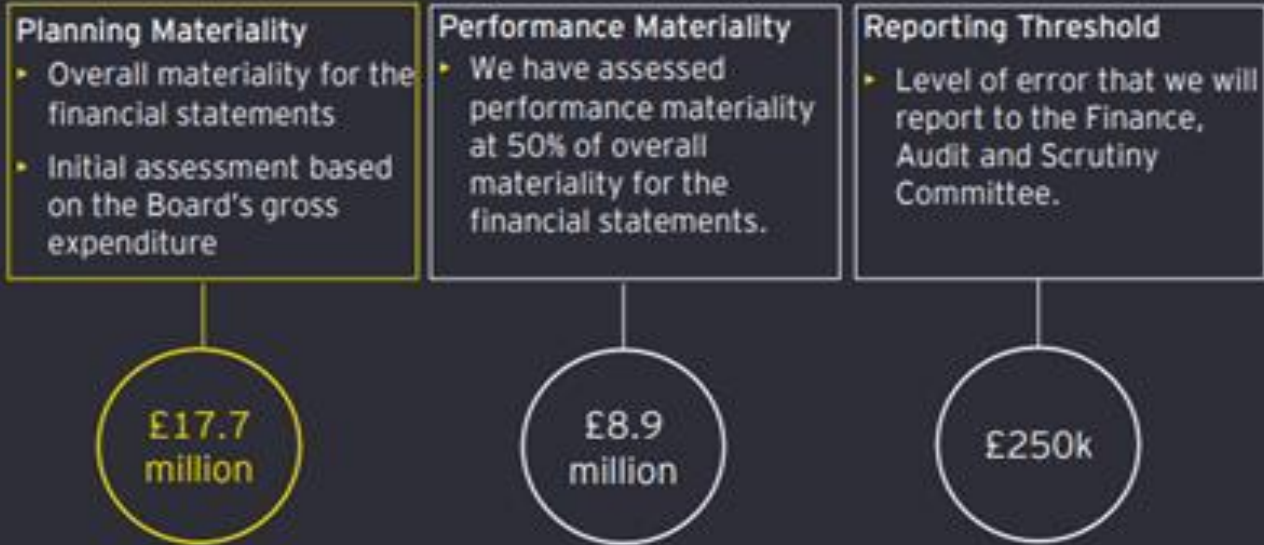 Planning Materiality
▸ Overall materiality for the
financial statements
▸ Initial assessment based
on the Board's gross
expenditure
£17.7
million
Performance Materiality
▸ We have assessed
performance materiality
at 50% of overall
materiality for the
financial statements.
£8.9
million
Reporting Threshold
▸ Level of error that we will
report to the Finance,
Audit and Scrutiny
Committee.
£250k